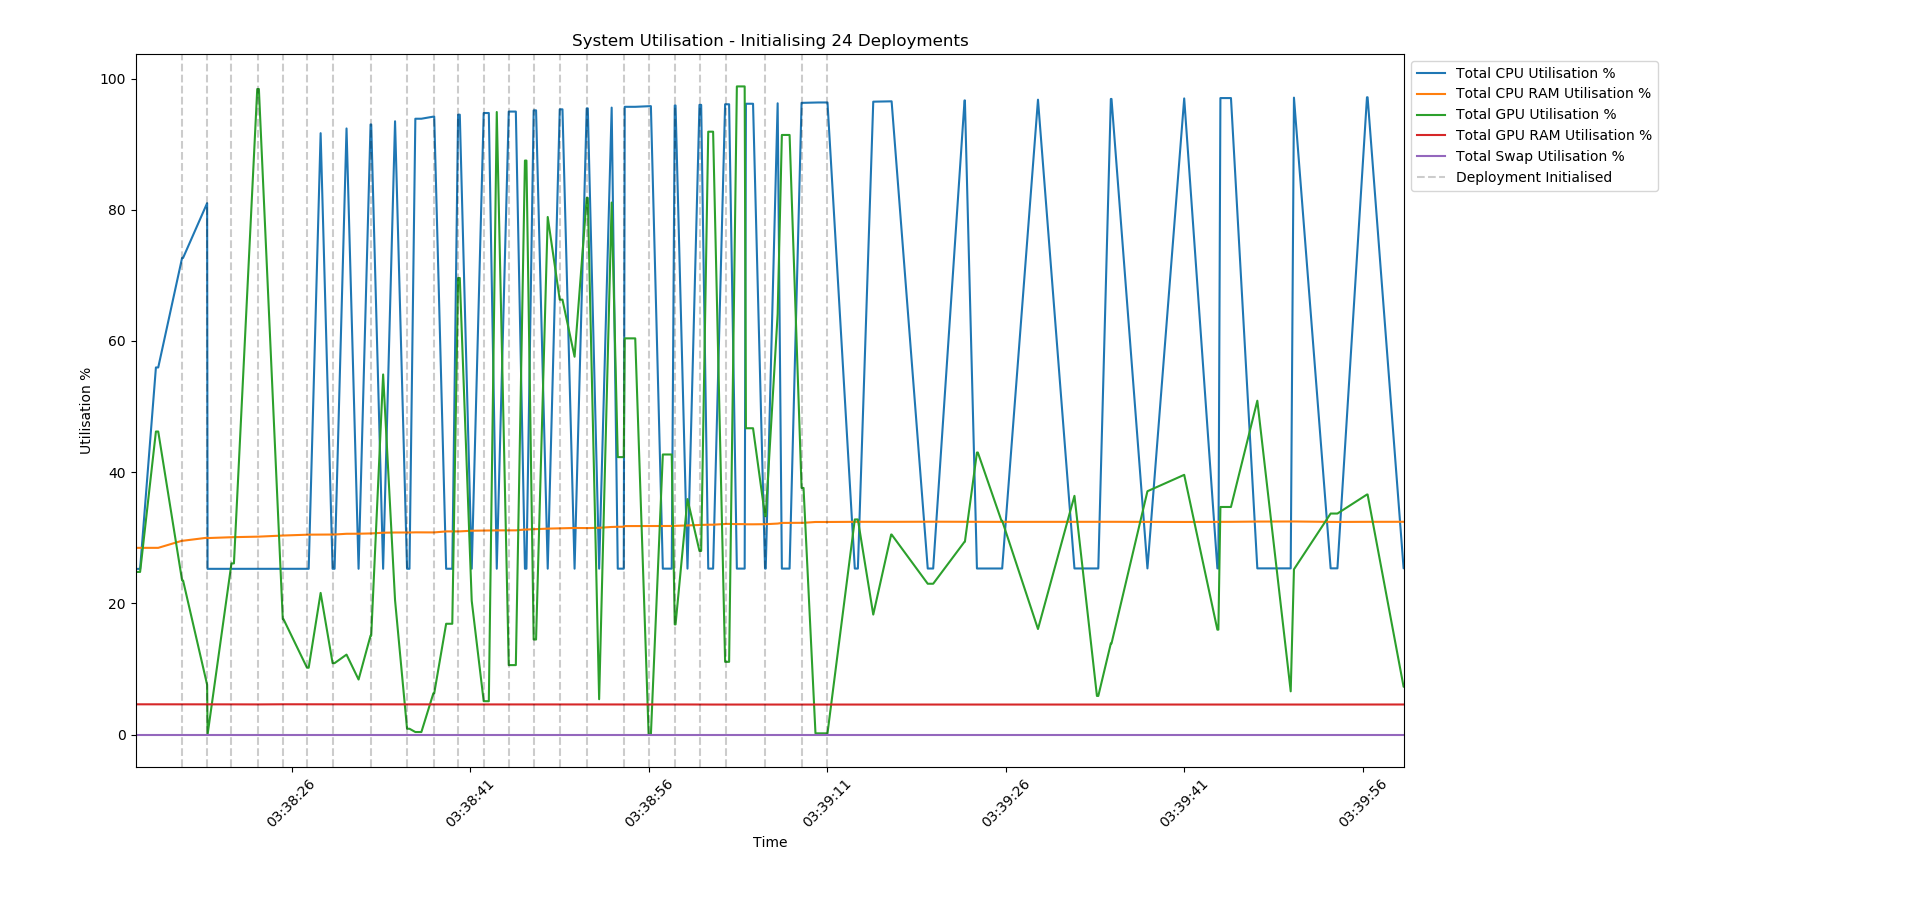 System Utilisation - Initialising 24 Deployments
100
80
60
40
20
0
Utilisation %
03:38:26
03:38:41
03:38:56
03:39:11
03:39:26
03:39:41
03:39:56
Time
Total CPU Utilisation %
Total CPU RAM Utilisation %
Total GPU Utilisation %
Total GPU RAM Utilisation %
Total Swap Utilisation %
Deployment Initialised